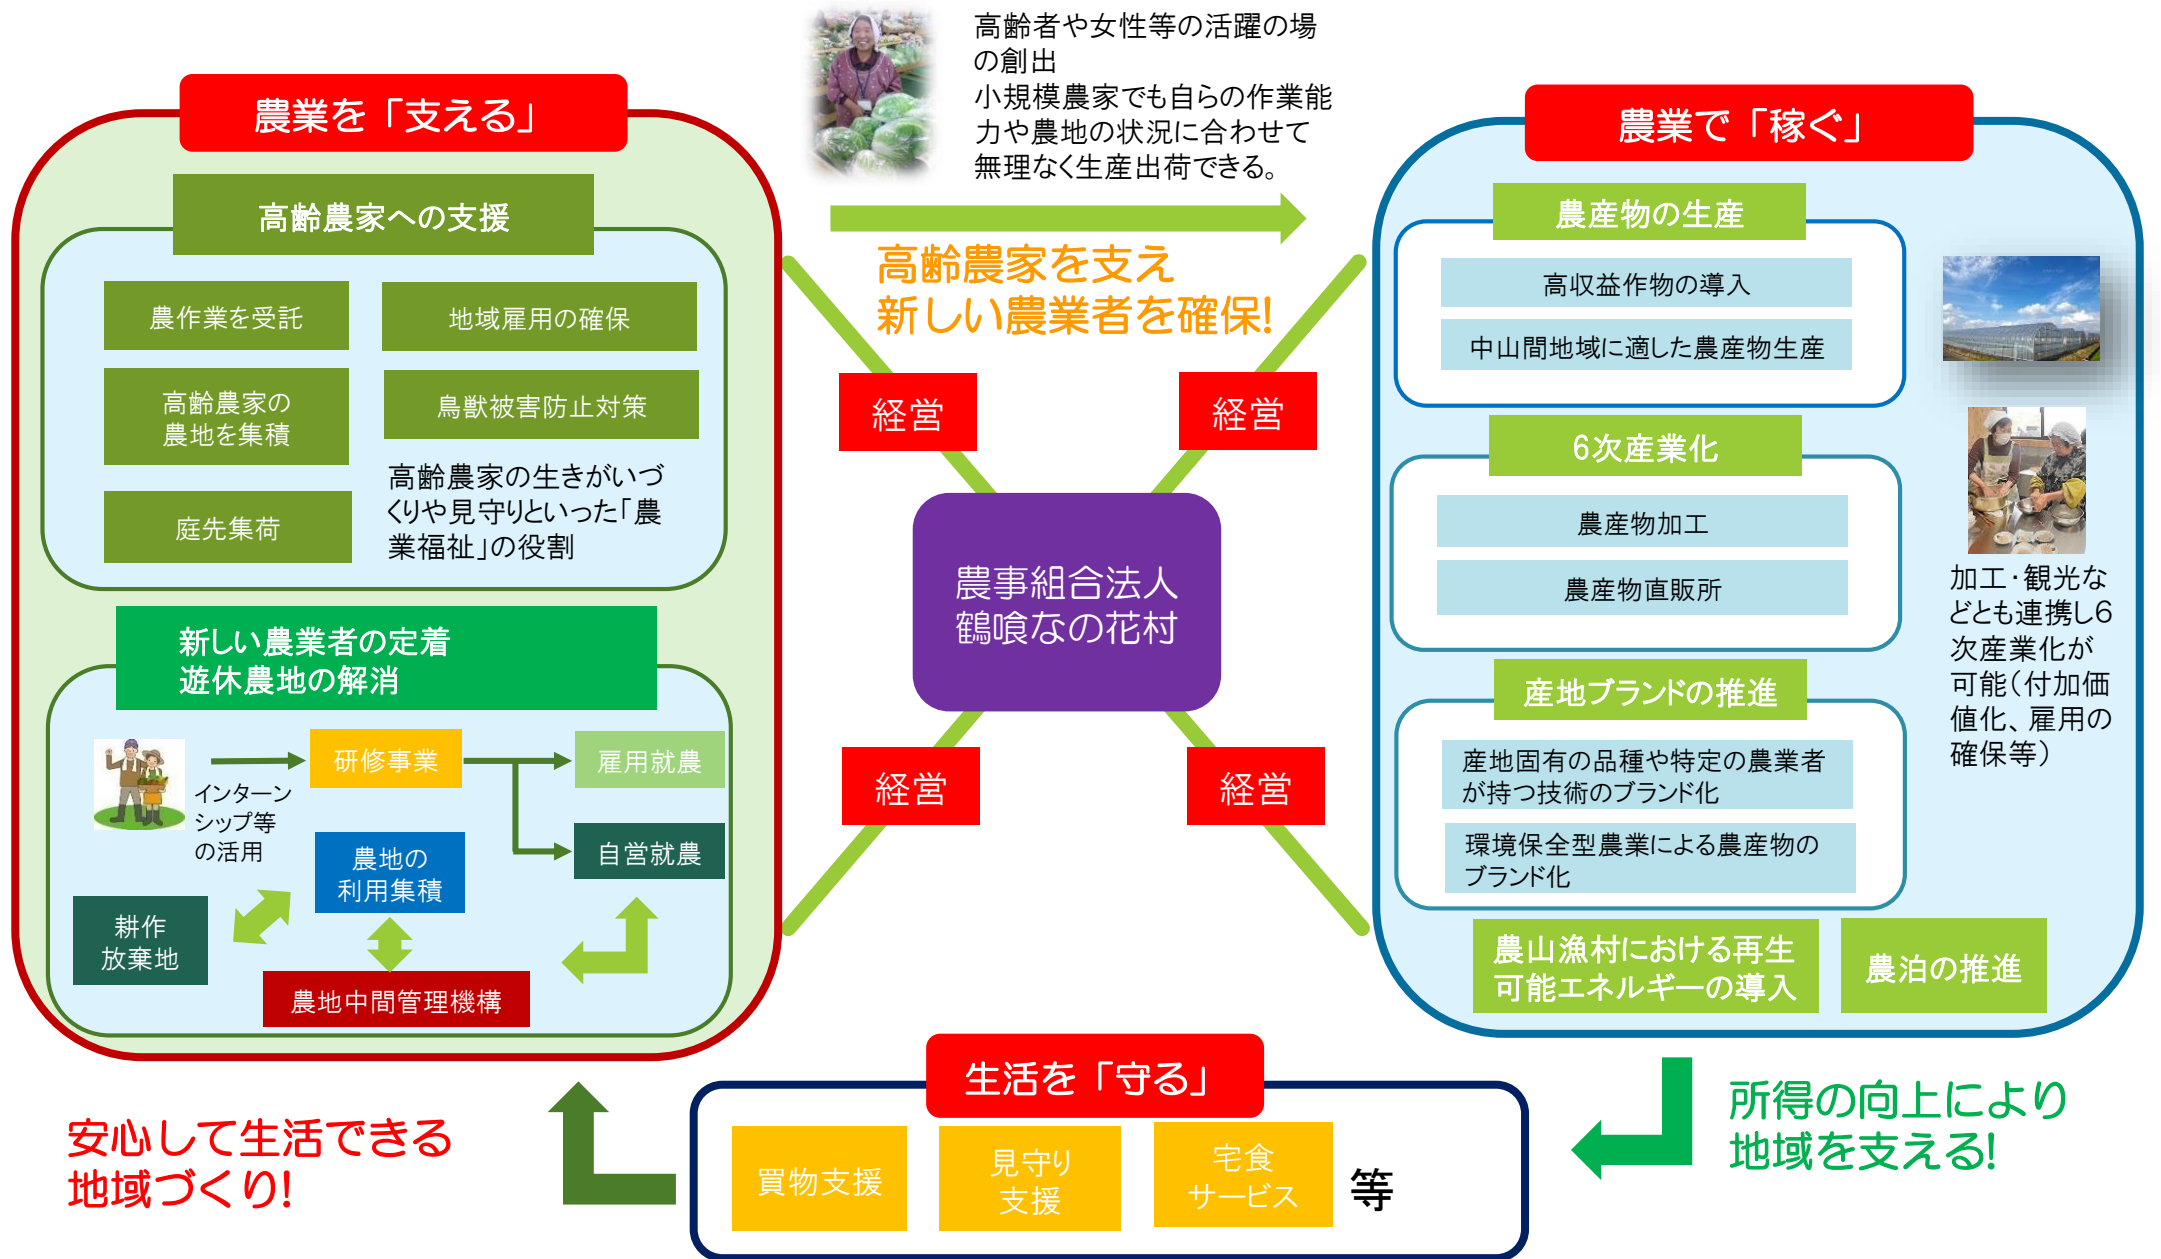 高齢者や女性等の活躍の場
の創出
小規模農家でも自らの作業能
力や農地の状況に合わせて
無理なく生産出荷できる。
農業を「支える」
高齢農家への支援
農作業を受託
地域雇用の確保
高齢農家の
農地を集積
鳥獣被害防止対策
庭先集荷
高齢農家の生きがいづ
くりや見守りといった「農
業福祉」の役割
新しい農業者の定着
遊休農地の解消
インターン
シップ等
の活用
研修事業
雇用就農
自営就農
農地の
利用集積
耕作
放棄地
農地中間管理機構
高齢農家を支え
新しい農業者を確保!
経営
経営
農事組合法人
鶴喰なの花村
経営
経営
農業で「稼ぐ」
農産物の生産
高収益作物の導入
中山間地域に適した農産物生産
6次産業化
農産物加工
農産物直販所
加工・観光な
どとも連携し6
次産業化が
可能(付加価
値化、雇用の
確保等)
産地ブランドの推進
産地固有の品種や特定の農業者
が持つ技術のブランド化
環境保全型農業による農産物の
ブランド化
農山漁村における再生
可能エネルギーの導入
農泊の推進
安心して生活できる
地域づくり!
生活を「守る」
買物支援
見守り
支援
宅食
サービス
等
所得の向上により
地域を支える!